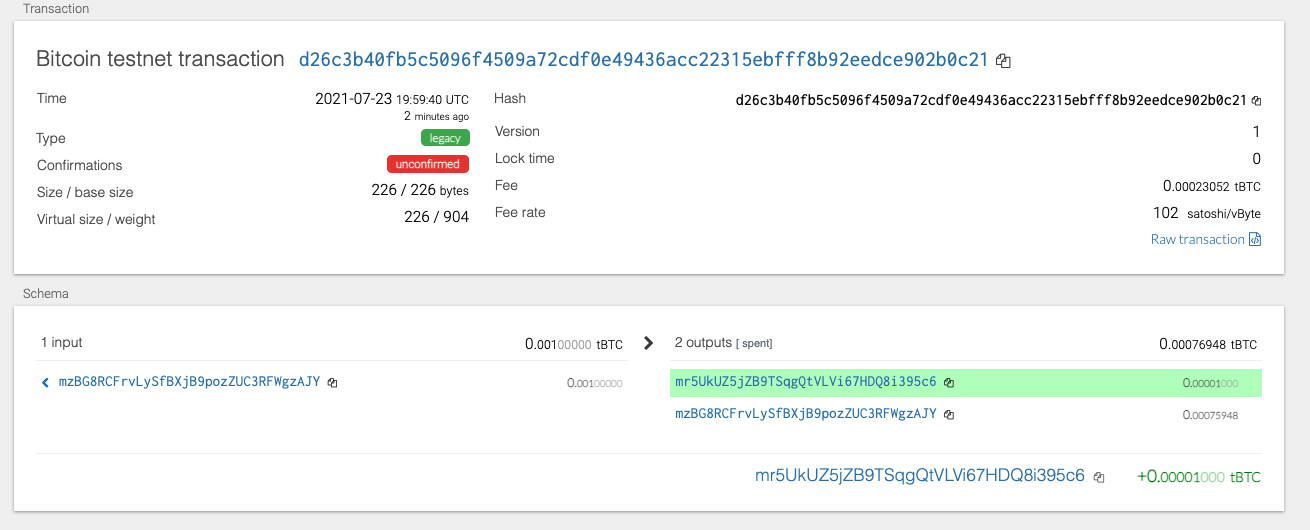 Transaction
Bitcoin testnet transaction d26c3b40fb5c5096f4509a72cdf0e49436acc22315ebfff8b92eedce902b0c21
Time 2021-07-23 19:59:40 UTC
2 minutes ago
Type legacy
Confirmations unconfirmed
Size / base size 226 / 226 bytes
Virtual size / weight 226 / 904
Hash d26c3b40fb5c5096f4509a72cdf0e49436acc22315ebfff8b92eedce902b0c21
Version 1
Lock time 0
Fee 0.00023052 tBTC
Fee rate 102 satoshi/vByte
Raw transaction
Schema
1 input 0.00100000 tBTC
mzBG8RCFrvLySfBXjB9pozZUC3RFWgzAJY 0.00100000
2 outputs [ spent] 0.00076948 tBTC
mr5UkUZ5jZB9TSqgQtVLVi67HDQ8i395c6 0.00001000
mzBG8RCFrvLySfBXjB9pozZUC3RFWgzAJY 0.00075948
mr5UkUZ5jZB9TSqgQtVLVi67HDQ8i395c6 +0.00001000 tBTC